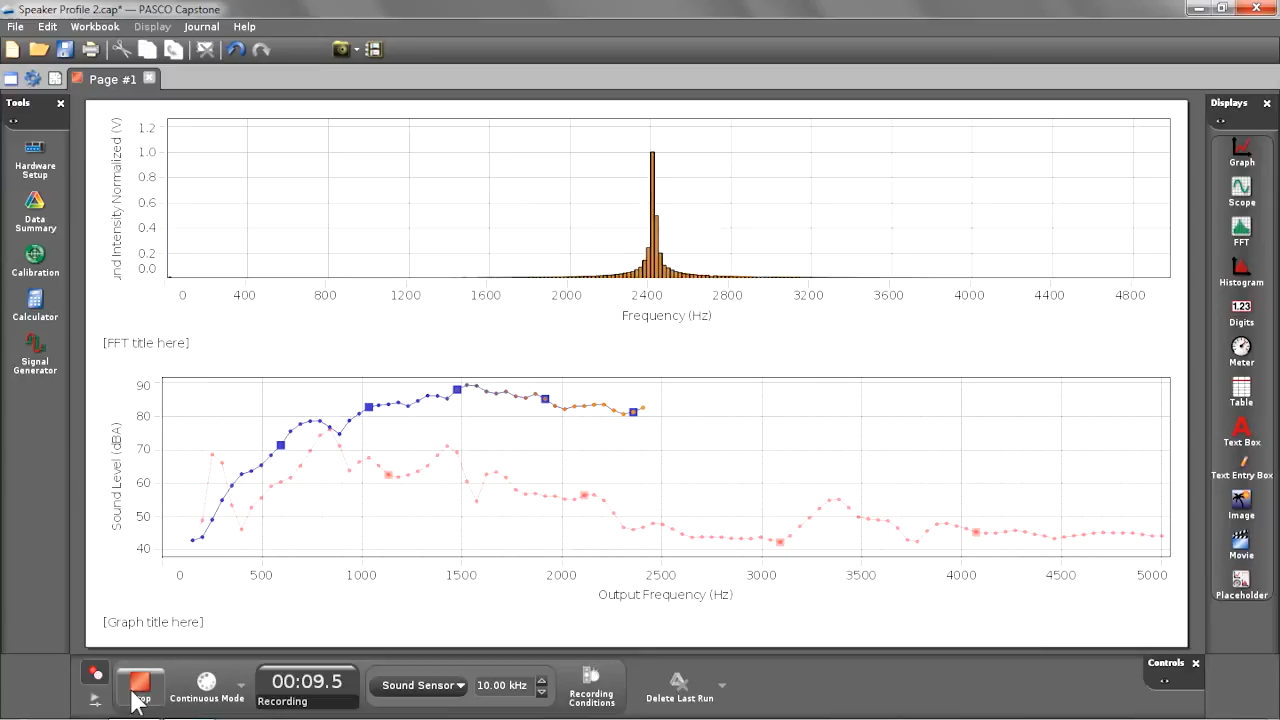 Speaker Profile 2.cap* — PASCO Capstone
File Edit Workbook Display Journal Help
Page #1
Tools
Hardware
Setup
Data
Summary
Calibration
Calculator
Signal
Generator
und Intensity Normalized (V)
1.2
1.0
0.8
0.6
0.4
0.2
0.0
0 400 800 1200 1600 2000 2400 2800 3200 3600 4000 4400 4800
Frequency (Hz)
[FFT title here]
Sound Level (dBA)
90
80
70
60
50
40
0 500 1000 1500 2000 2500 3000 3500 4000 4500 5000
Output Frequency (Hz)
[Graph title here]
Displays
Graph
Scope
FFT
Histogram
1.23
Digits
Meter
Table
Text Box
Text Entry Box
Image
Movie
Placeholder
Continuous Mode
00:09.5
Recording
Sound Sensor
10.00 kHz
Recording
Conditions
Delete Last Run
Controls